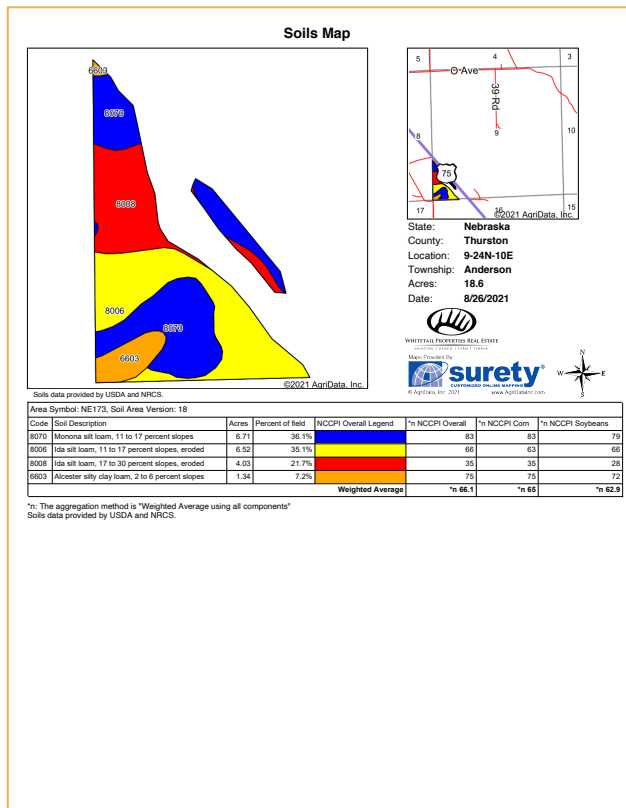 Soils Map
6603
8070
8008
8006
8070
6603
©2021 AgriData, Inc.
Soils data provided by USDA and NRCS.
5
4
3
O Ave
39 Rd
8
9
10
75
17
16
15
©2021 AgriData, Inc.
State: Nebraska
County: Thurston
Location: 9-24N-10E
Township: Anderson
Acres: 18.6
Date: 8/26/2021
WHITETAIL PROPERTIES REAL ESTATE
HUNTING | RANCH | FARM | TIMBER
Maps Provided By
surety®
CUSTOMIZED ONLINE MAPPING
© AgriData, Inc. 2021 www.AgriDataInc.com
N
W E
S
Area Symbol: NE173, Soil Area Version: 18
Code Soil Description Acres Percent of field NCCPI Overall Legend *n NCCPI Overall *n NCCPI Corn *n NCCPI Soybeans
8070 Monona silt loam, 11 to 17 percent slopes 6.71 36.1% 83 83 79
8006 Ida silt loam, 11 to 17 percent slopes, eroded 6.52 35.1% 66 63 66
8008 Ida silt loam, 17 to 30 percent slopes, eroded 4.03 21.7% 35 35 28
6603 Alcester silty clay loam, 2 to 6 percent slopes 1.34 7.2% 75 75 72
Weighted Average *n 66.1 *n 65 *n 62.9
*n: The aggregation method is "Weighted Average using all components"
Soils data provided by USDA and NRCS.